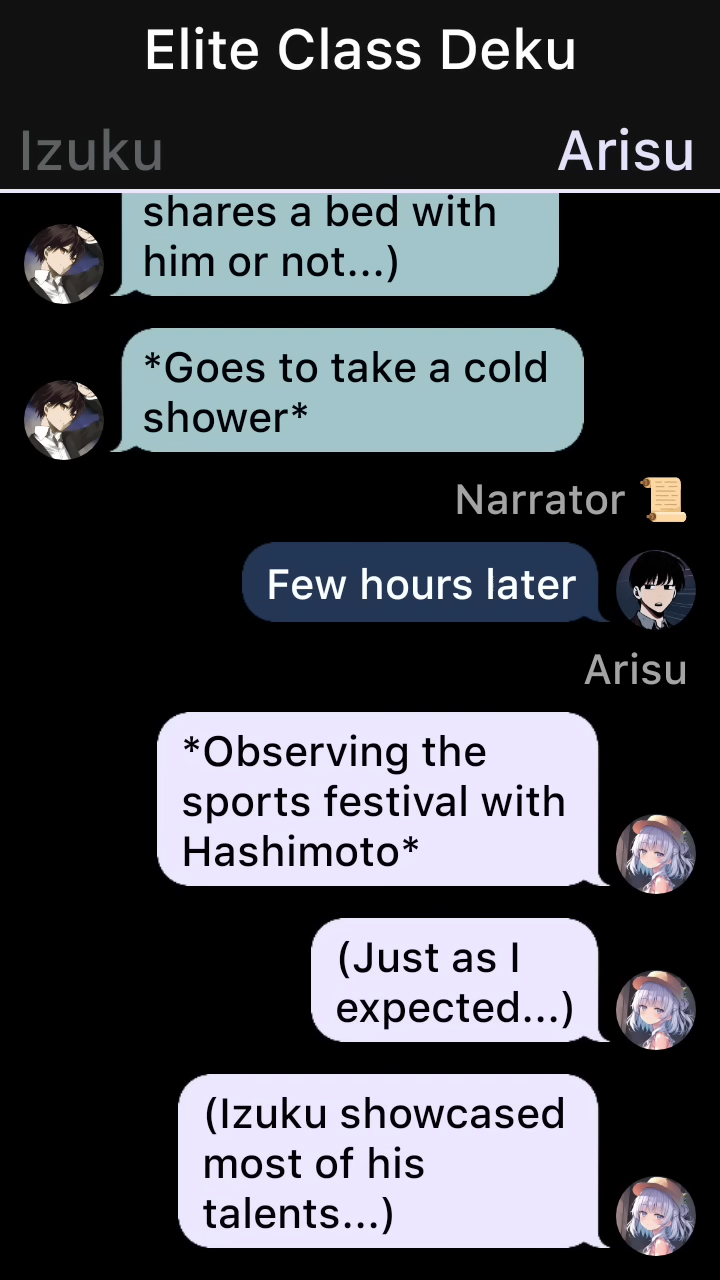 Elite Class Deku
Izuku
Arisu
shares a bed with
him or not...)
*Goes to take a cold
shower*
Narrator 📜
Few hours later
Arisu
*Observing the
sports festival with
Hashimoto*
(Just as I
expected...)
(Izuku showcased
most of his
talents...)